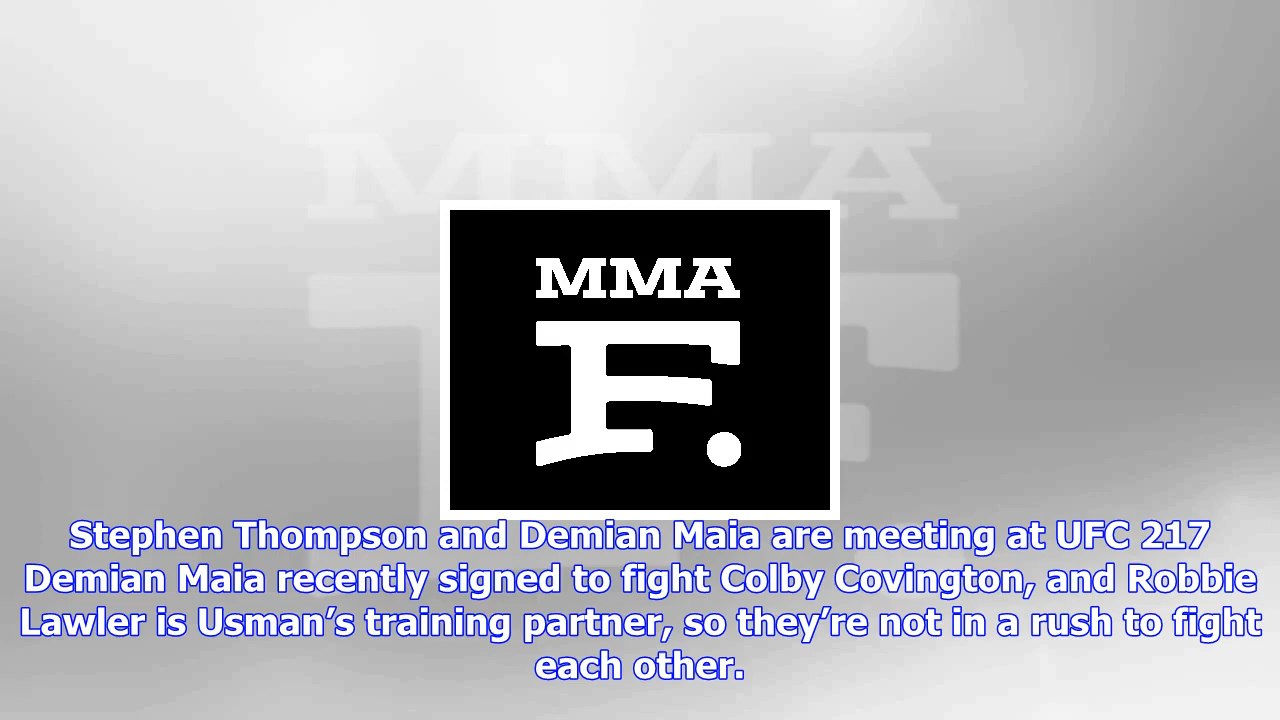 MMA
MMA
F.
Stephen Thompson and Demian Maia are meeting at UFC 217
Demian Maia recently signed to fight Colby Covington, and Robbie
Lawler is Usman’s training partner, so they’re not in a rush to fight
each other.